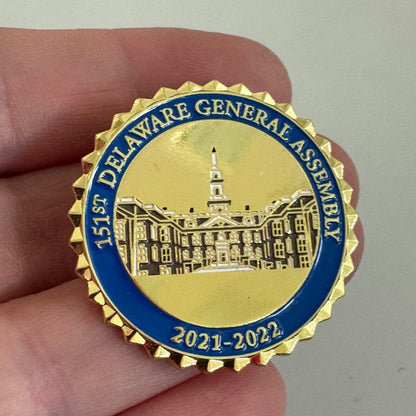 151ST DELAWARE GENERAL ASSEMBLY
2021-2022